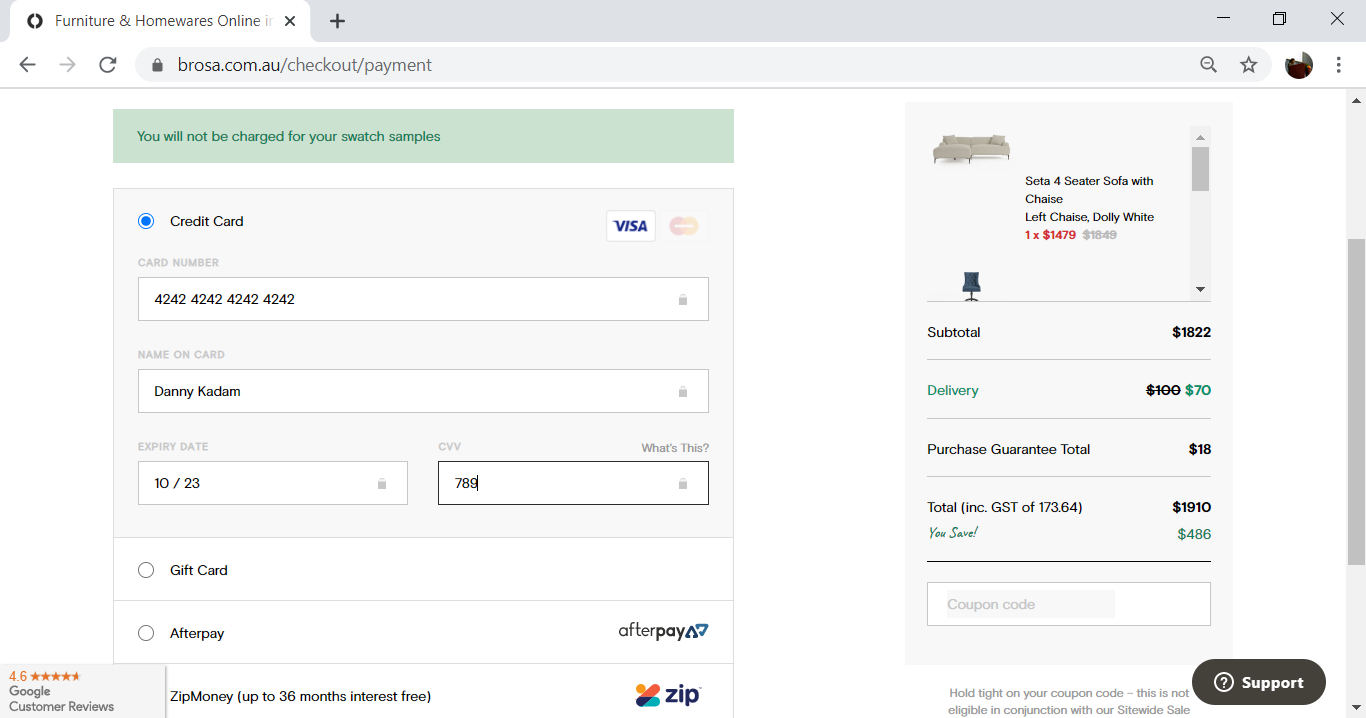 Furniture & Homewares Online in
brosa.com.au/checkout/payment
You will not be charged for your swatch samples
Credit Card
VISA
CARD NUMBER
4242 4242 4242 4242
NAME ON CARD
Danny Kadam
EXPIRY DATE
CVV
What's This?
10 / 23
789
Gift Card
Afterpay
afterpay
ZipMoney (up to 36 months interest free)
zip
4.6
Google
Customer Reviews
Seta 4 Seater Sofa with
Chaise
Left Chaise, Dolly White
1 x $1479 $1849
Subtotal $1822
Delivery $100 $70
Purchase Guarantee Total $18
Total (inc. GST of 173.64) $1910
You Save! $486
Coupon code
Hold tight on your coupon code – this is not
eligible in conjunction with our Sitewide Sale
Support